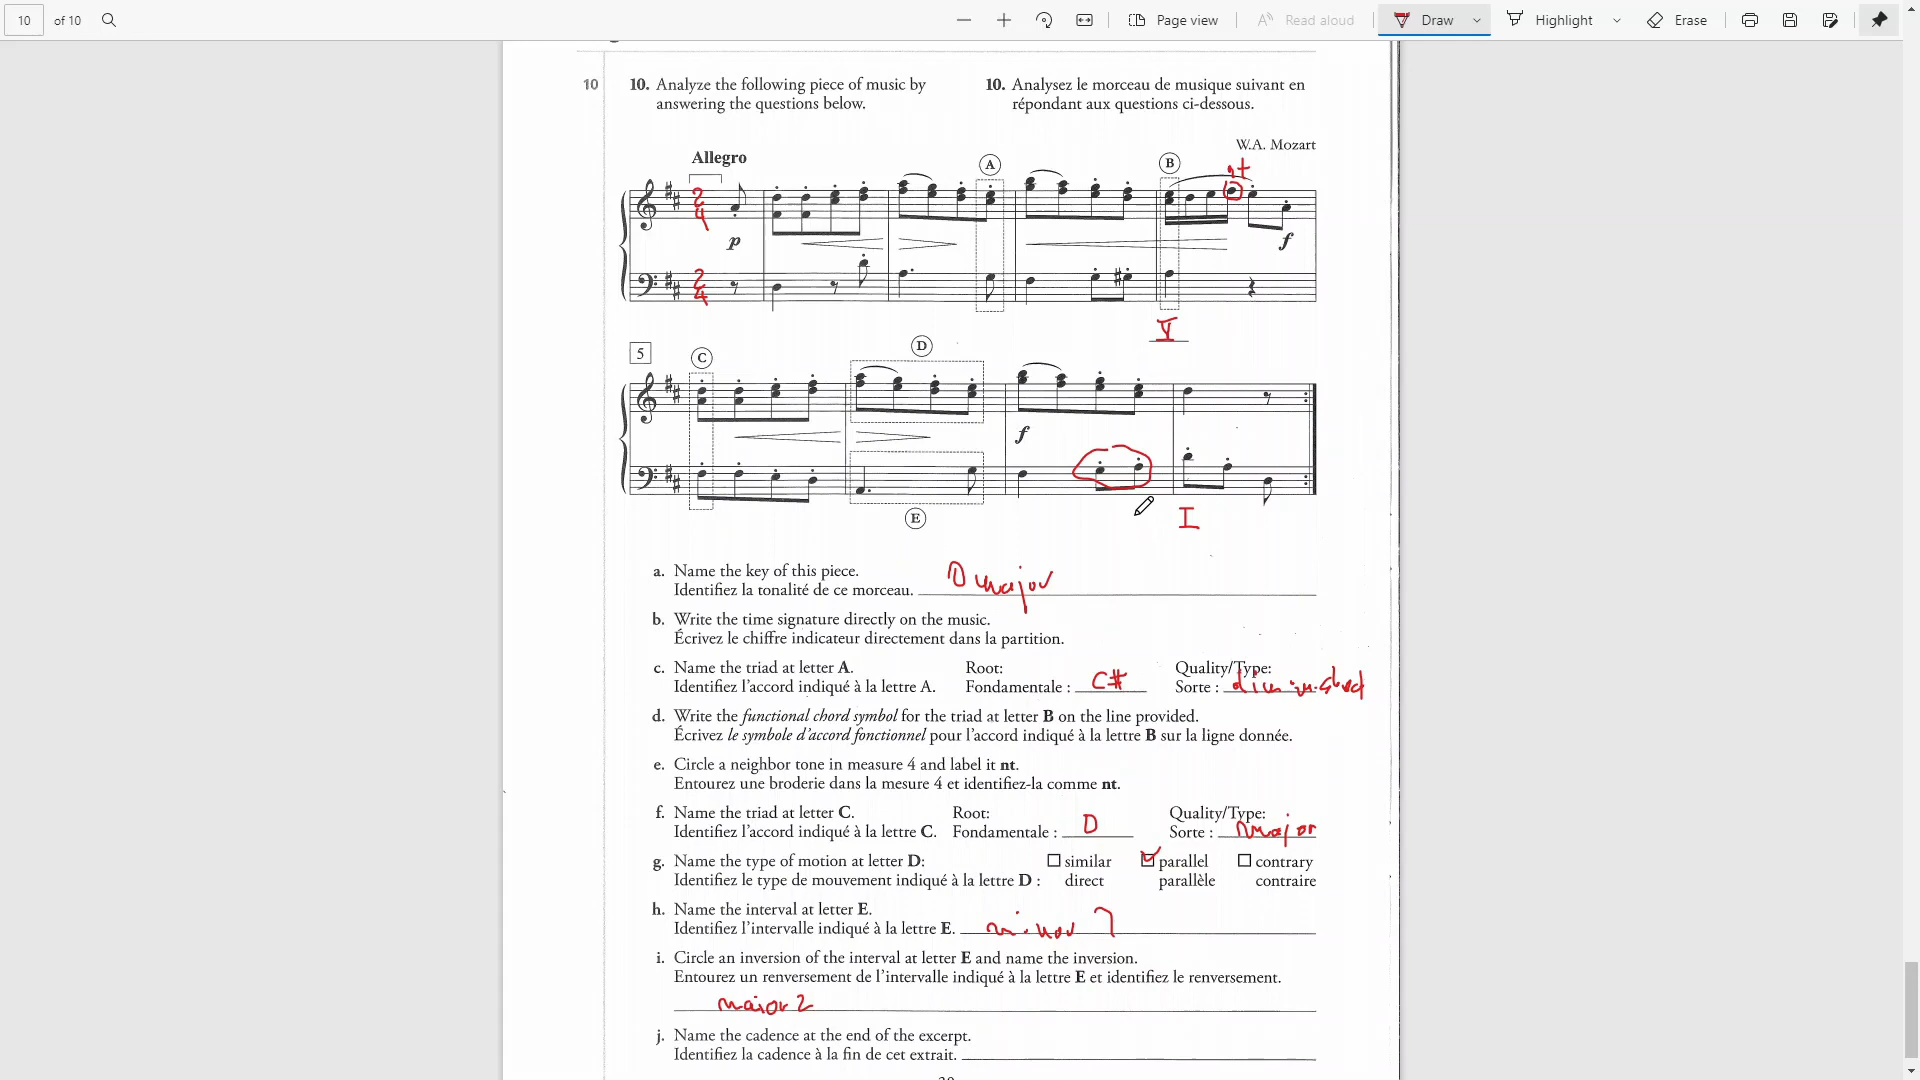 10 of 10 Page view Read aloud Draw Highlight Erase
10 10. Analyze the following piece of music by
answering the questions below.
10. Analysez le morceau de musique suivant en
répondant aux questions ci-dessous.
W.A. Mozart
Allegro
A
B
nt
2
4
p
f
2
4
V
5
C
D
f
E
I
a. Name the key of this piece.
Identifiez la tonalité de ce morceau. D major
b. Write the time signature directly on the music.
Écrivez le chiffre indicateur directement dans la partition.
c. Name the triad at letter A. Root: Quality/Type:
Identifiez l'accord indiqué à la lettre A. Fondamentale : C# Sorte : diminished
d. Write the functional chord symbol for the triad at letter B on the line provided.
Écrivez le symbole d'accord fonctionnel pour l'accord indiqué à la lettre B sur la ligne donnée.
e. Circle a neighbor tone in measure 4 and label it nt.
Entourez une broderie dans la mesure 4 et identifiez-la comme nt.
f. Name the triad at letter C. Root: Quality/Type:
Identifiez l'accord indiqué à la lettre C. Fondamentale : D Sorte : major
g. Name the type of motion at letter D: similar parallel contrary
Identifiez le type de mouvement indiqué à la lettre D : direct parallèle contraire
h. Name the interval at letter E.
Identifiez l'intervalle indiqué à la lettre E. minor 7
i. Circle an inversion of the interval at letter E and name the inversion.
Entourez un renversement de l'intervalle indiqué à la lettre E et identifiez le renversement.
major 2
j. Name the cadence at the end of the excerpt.
Identifiez la cadence à la fin de cet extrait.